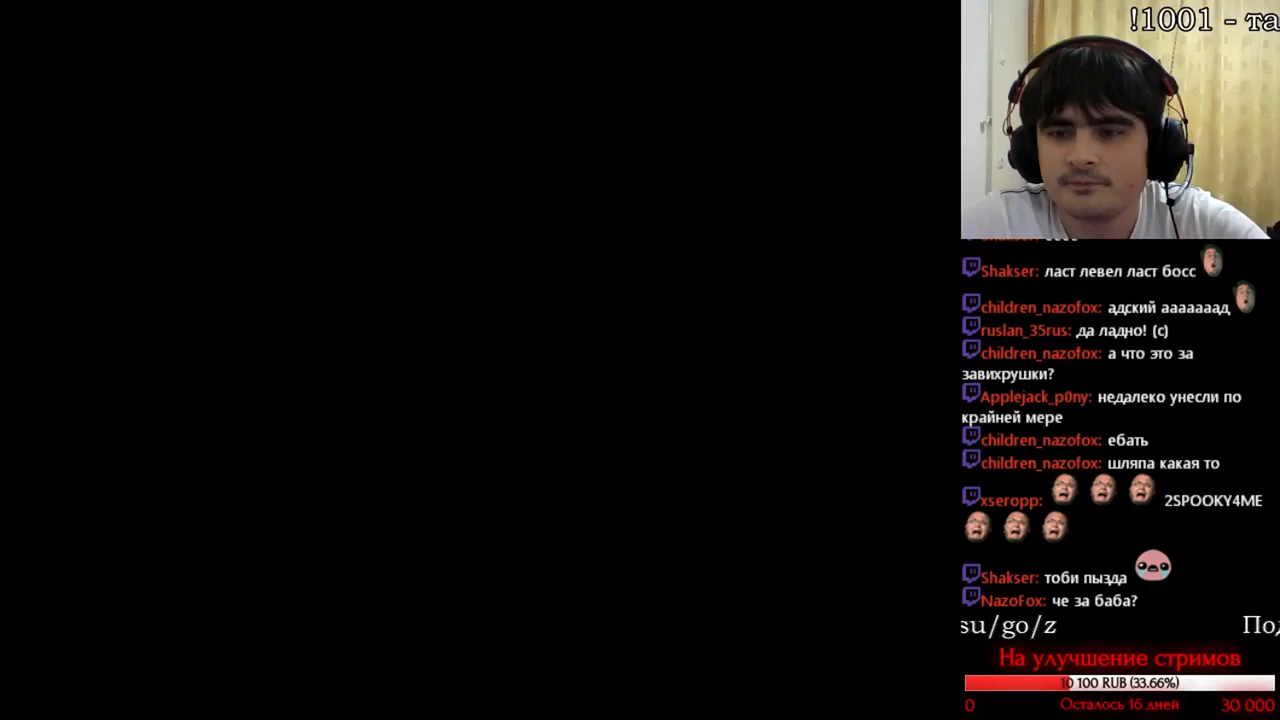 !1001 - та
Shakser: ласт левел ласт босс
children_nazofox: адский ааааааад
ruslan_35rus: да ладно! (с)
children_nazofox: а что это за
завихрушки?
Applejack_p0ny: недалеко унесли по
крайней мере
children_nazofox: ебать
children_nazofox: шляпа какая то
xseropp: 2SPOOKY4ME
Shakser: тоби пызда
NazoFox: че за баба?
su/go/z Под
На улучшение стримов
10 100 RUB (33.66%)
0 Осталось 16 дней 30 000